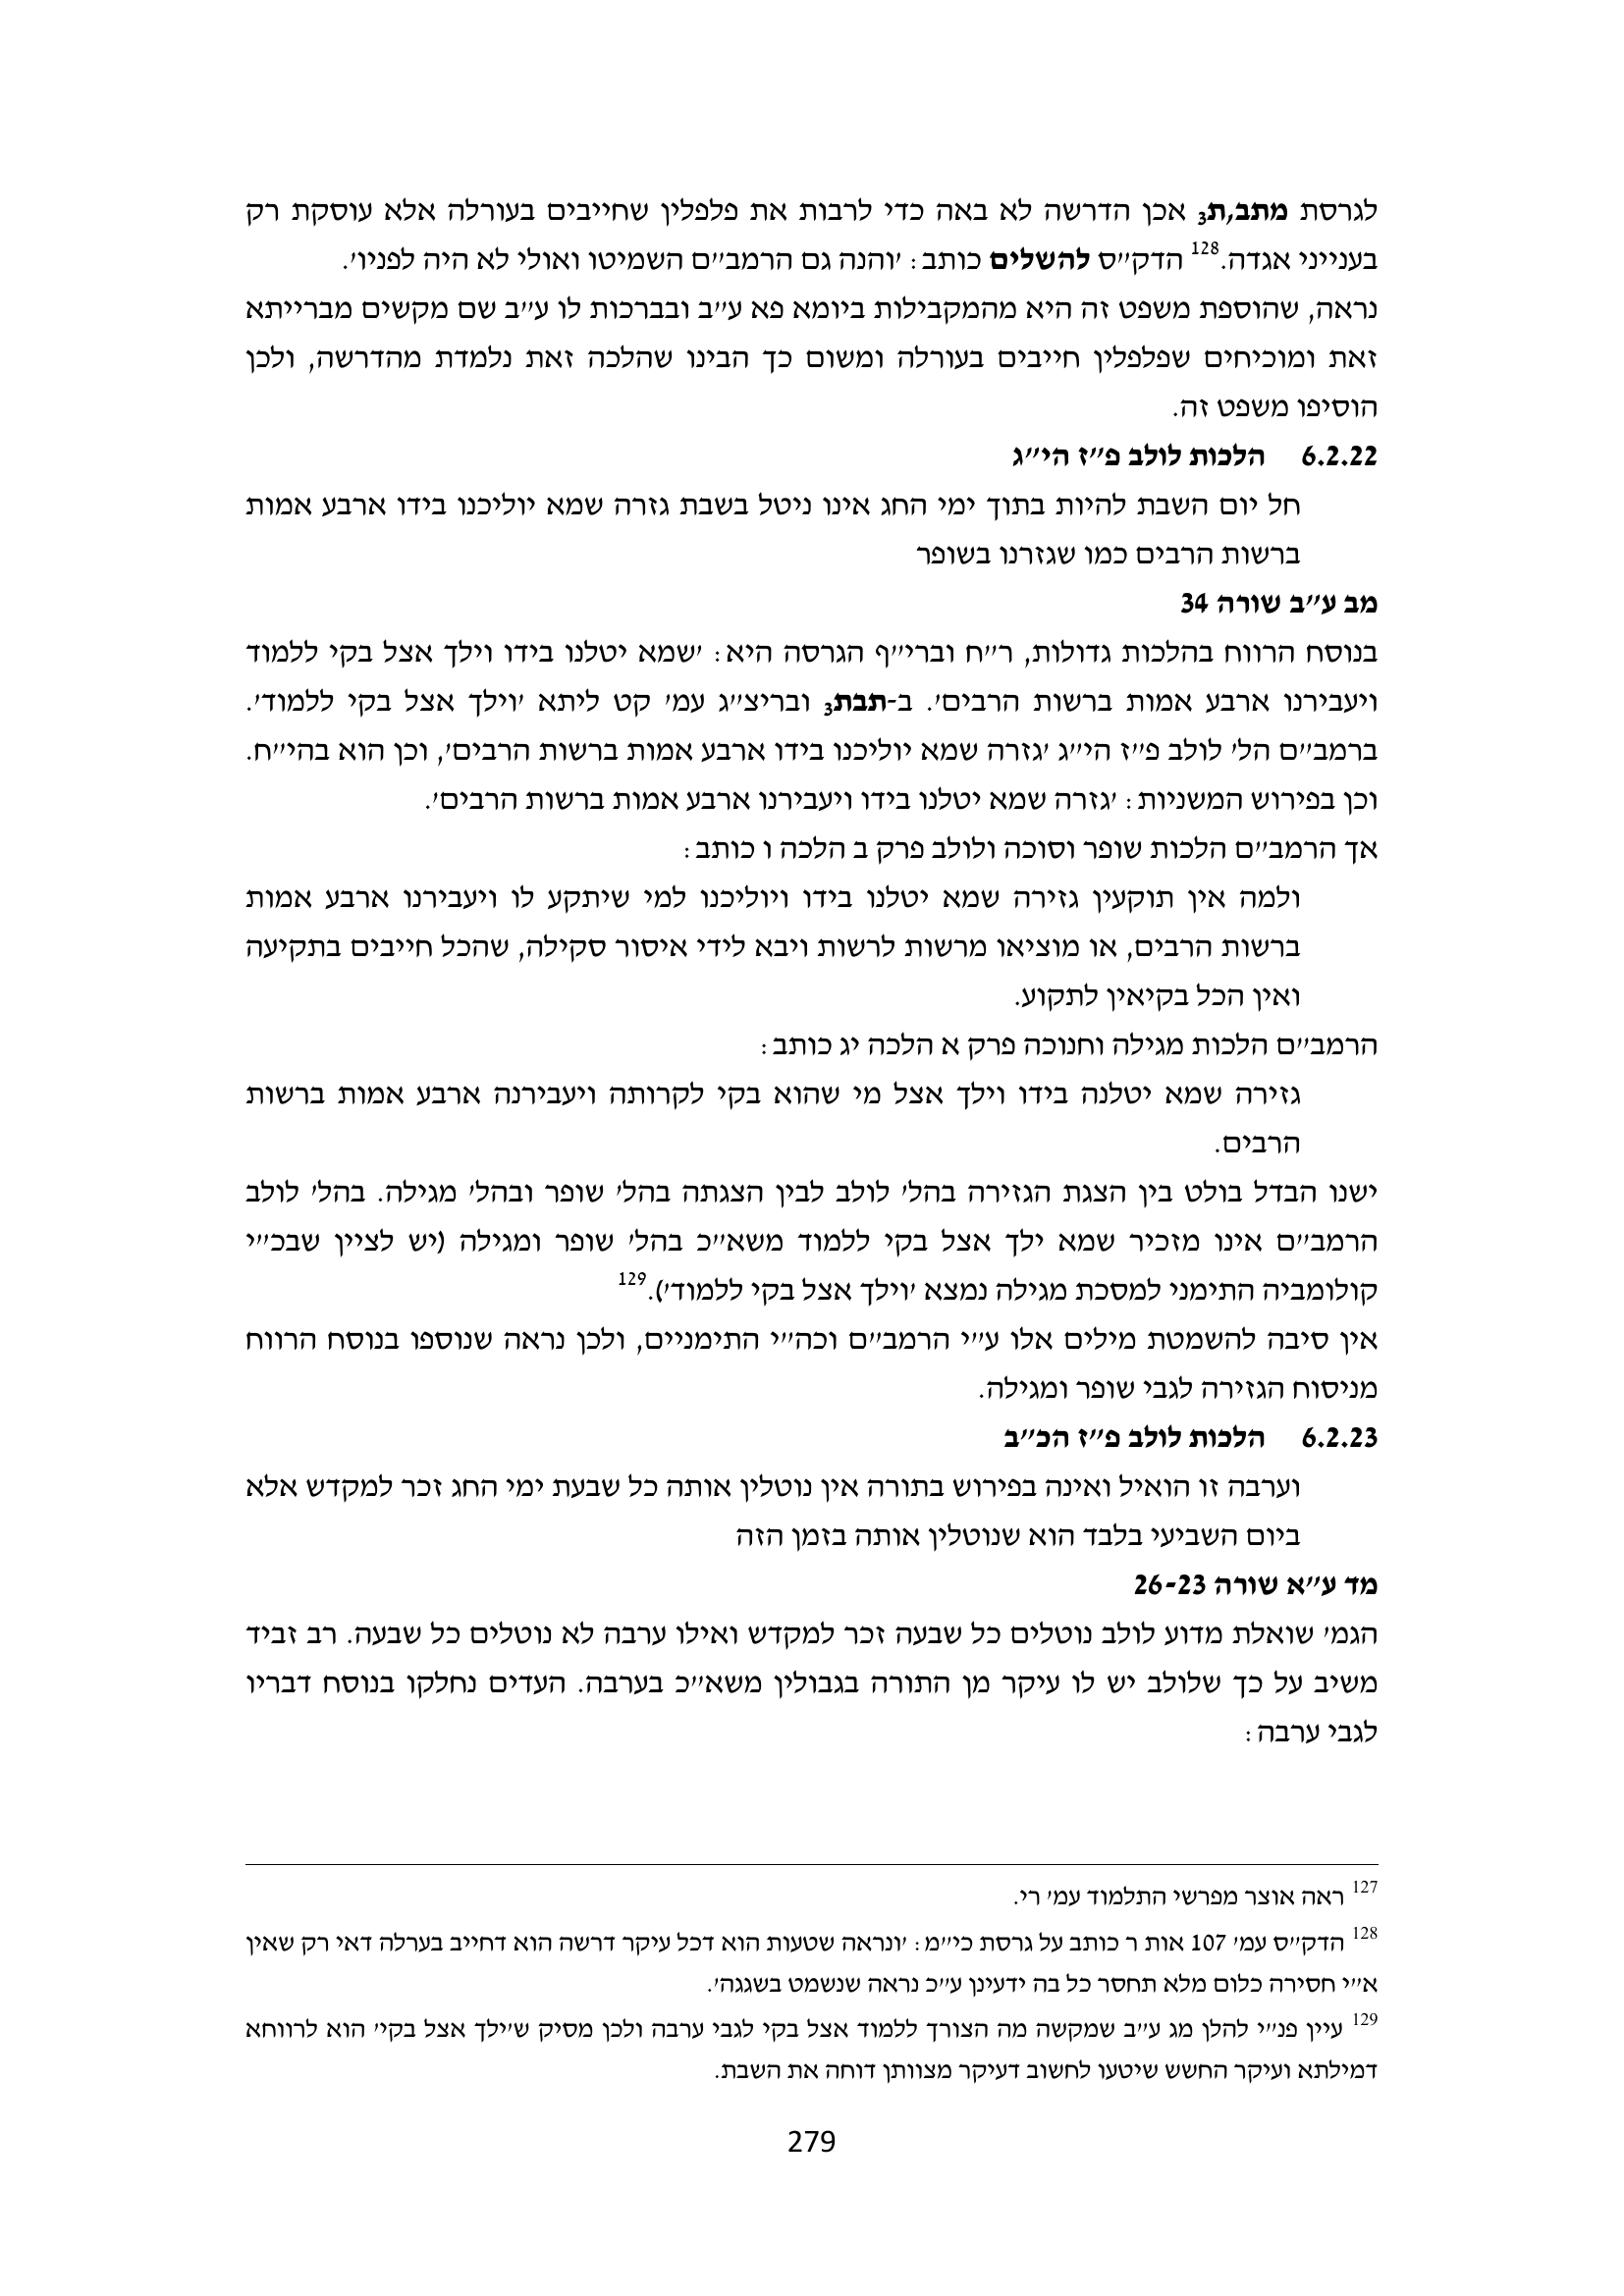 לגרסת מתב,ת3 אכן הדרשה לא באה כדי לרבות את פלפלין שחייבים בעורלה אלא עוסקת רק
בענייני אגדה.128 הדק״ס להשלים כותב: ׳והנה גם הרמב״ם השמיטו ואולי לא היה לפניו׳.
נראה, שהוספת משפט זה היא מהמקבילות ביומא פא ע״ב ובברכות לו ע״ב שם מקשים מברייתא
זאת ומוכיחים שפלפלין חייבים בעורלה ומשום כך הבינו שהלכה זאת נלמדת מהדרשה, ולכן
הוסיפו משפט זה.
6.2.22 הלכות לולב פ״ז הי״ג
חל יום השבת להיות בתוך ימי החג אינו ניטל בשבת גזרה שמא יוליכנו בידו ארבע אמות
ברשות הרבים כמו שגזרנו בשופר
מב ע״ב שורה 34
בנוסח הרווח בהלכות גדולות, ר״ח וברי״ף הגרסה היא: ׳שמא יטלנו בידו וילך אצל בקי ללמוד
ויעבירנו ארבע אמות ברשות הרבים׳. ב-תבת3 ובריצ״ג עמ׳ קט ליתא ׳וילך אצל בקי ללמוד׳.
ברמב״ם הל׳ לולב פ״ז הי״ג ׳גזרה שמא יוליכנו בידו ארבע אמות ברשות הרבים׳, וכן הוא בהי״ח.
וכן בפירוש המשניות: ׳גזרה שמא יטלנו בידו ויעבירנו ארבע אמות ברשות הרבים׳.
אך הרמב״ם הלכות שופר וסוכה ולולב פרק ב הלכה ו כותב:
ולמה אין תוקעין גזירה שמא יטלנו בידו ויוליכנו למי שיתקע לו ויעבירנו ארבע אמות
ברשות הרבים, או מוציאו מרשות לרשות ויבא לידי איסור סקילה, שהכל חייבים בתקיעה
ואין הכל בקיאין לתקוע.
הרמב״ם הלכות מגילה וחנוכה פרק א הלכה יג כותב:
גזירה שמא יטלנה בידו וילך אצל מי שהוא בקי לקרותה ויעבירנה ארבע אמות ברשות
הרבים.
ישנו הבדל בולט בין הצגת הגזירה בהל׳ לולב לבין הצגתה בהל׳ שופר ובהל׳ מגילה. בהל׳ לולב
הרמב״ם אינו מזכיר שמא ילך אצל בקי ללמוד משא״כ בהל׳ שופר ומגילה (יש לציין שבכ״י
קולומביה התימני למסכת מגילה נמצא ׳וילך אצל בקי ללמוד׳).129
אין סיבה להשמטת מילים אלו ע״י הרמב״ם וכה״י התימניים, ולכן נראה שנוספו בנוסח הרווח
מניסוח הגזירה לגבי שופר ומגילה.
6.2.23 הלכות לולב פ״ז הכ״ב
וערבה זו הואיל ואינה בפירוש בתורה אין נוטלין אותה כל שבעת ימי החג זכר למקדש אלא
ביום השביעי בלבד הוא שנוטלין אותה בזמן הזה
מד ע״א שורה 26-23
הגמ׳ שואלת מדוע לולב נוטלים כל שבעה זכר למקדש ואילו ערבה לא נוטלים כל שבעה. רב זביד
משיב על כך שלולב יש לו עיקר מן התורה בגבולין משא״כ בערבה. העדים נחלקו בנוסח דבריו
לגבי ערבה:
127 ראה אוצר מפרשי התלמוד עמ׳ רי.
128 הדק״ס עמ׳ 107 אות ר כותב על גרסת כי״מ: ׳ונראה שטעות הוא דכל עיקר דרשה הוא דחייב בערלה דאי רק שאין
א״י חסירה כלום מלא תחסר כל בה ידעינן ע״כ נראה שנשמט בשגגה׳.
129 עיין פנ״י להלן מג ע״ב שמקשה מה הצורך ללמוד אצל בקי לגבי ערבה ולכן מסיק ש׳ילך אצל בקי׳ הוא לרווחא
דמילתא ועיקר החשש שיטעו לחשוב דעיקר מצוותן דוחה את השבת.
279